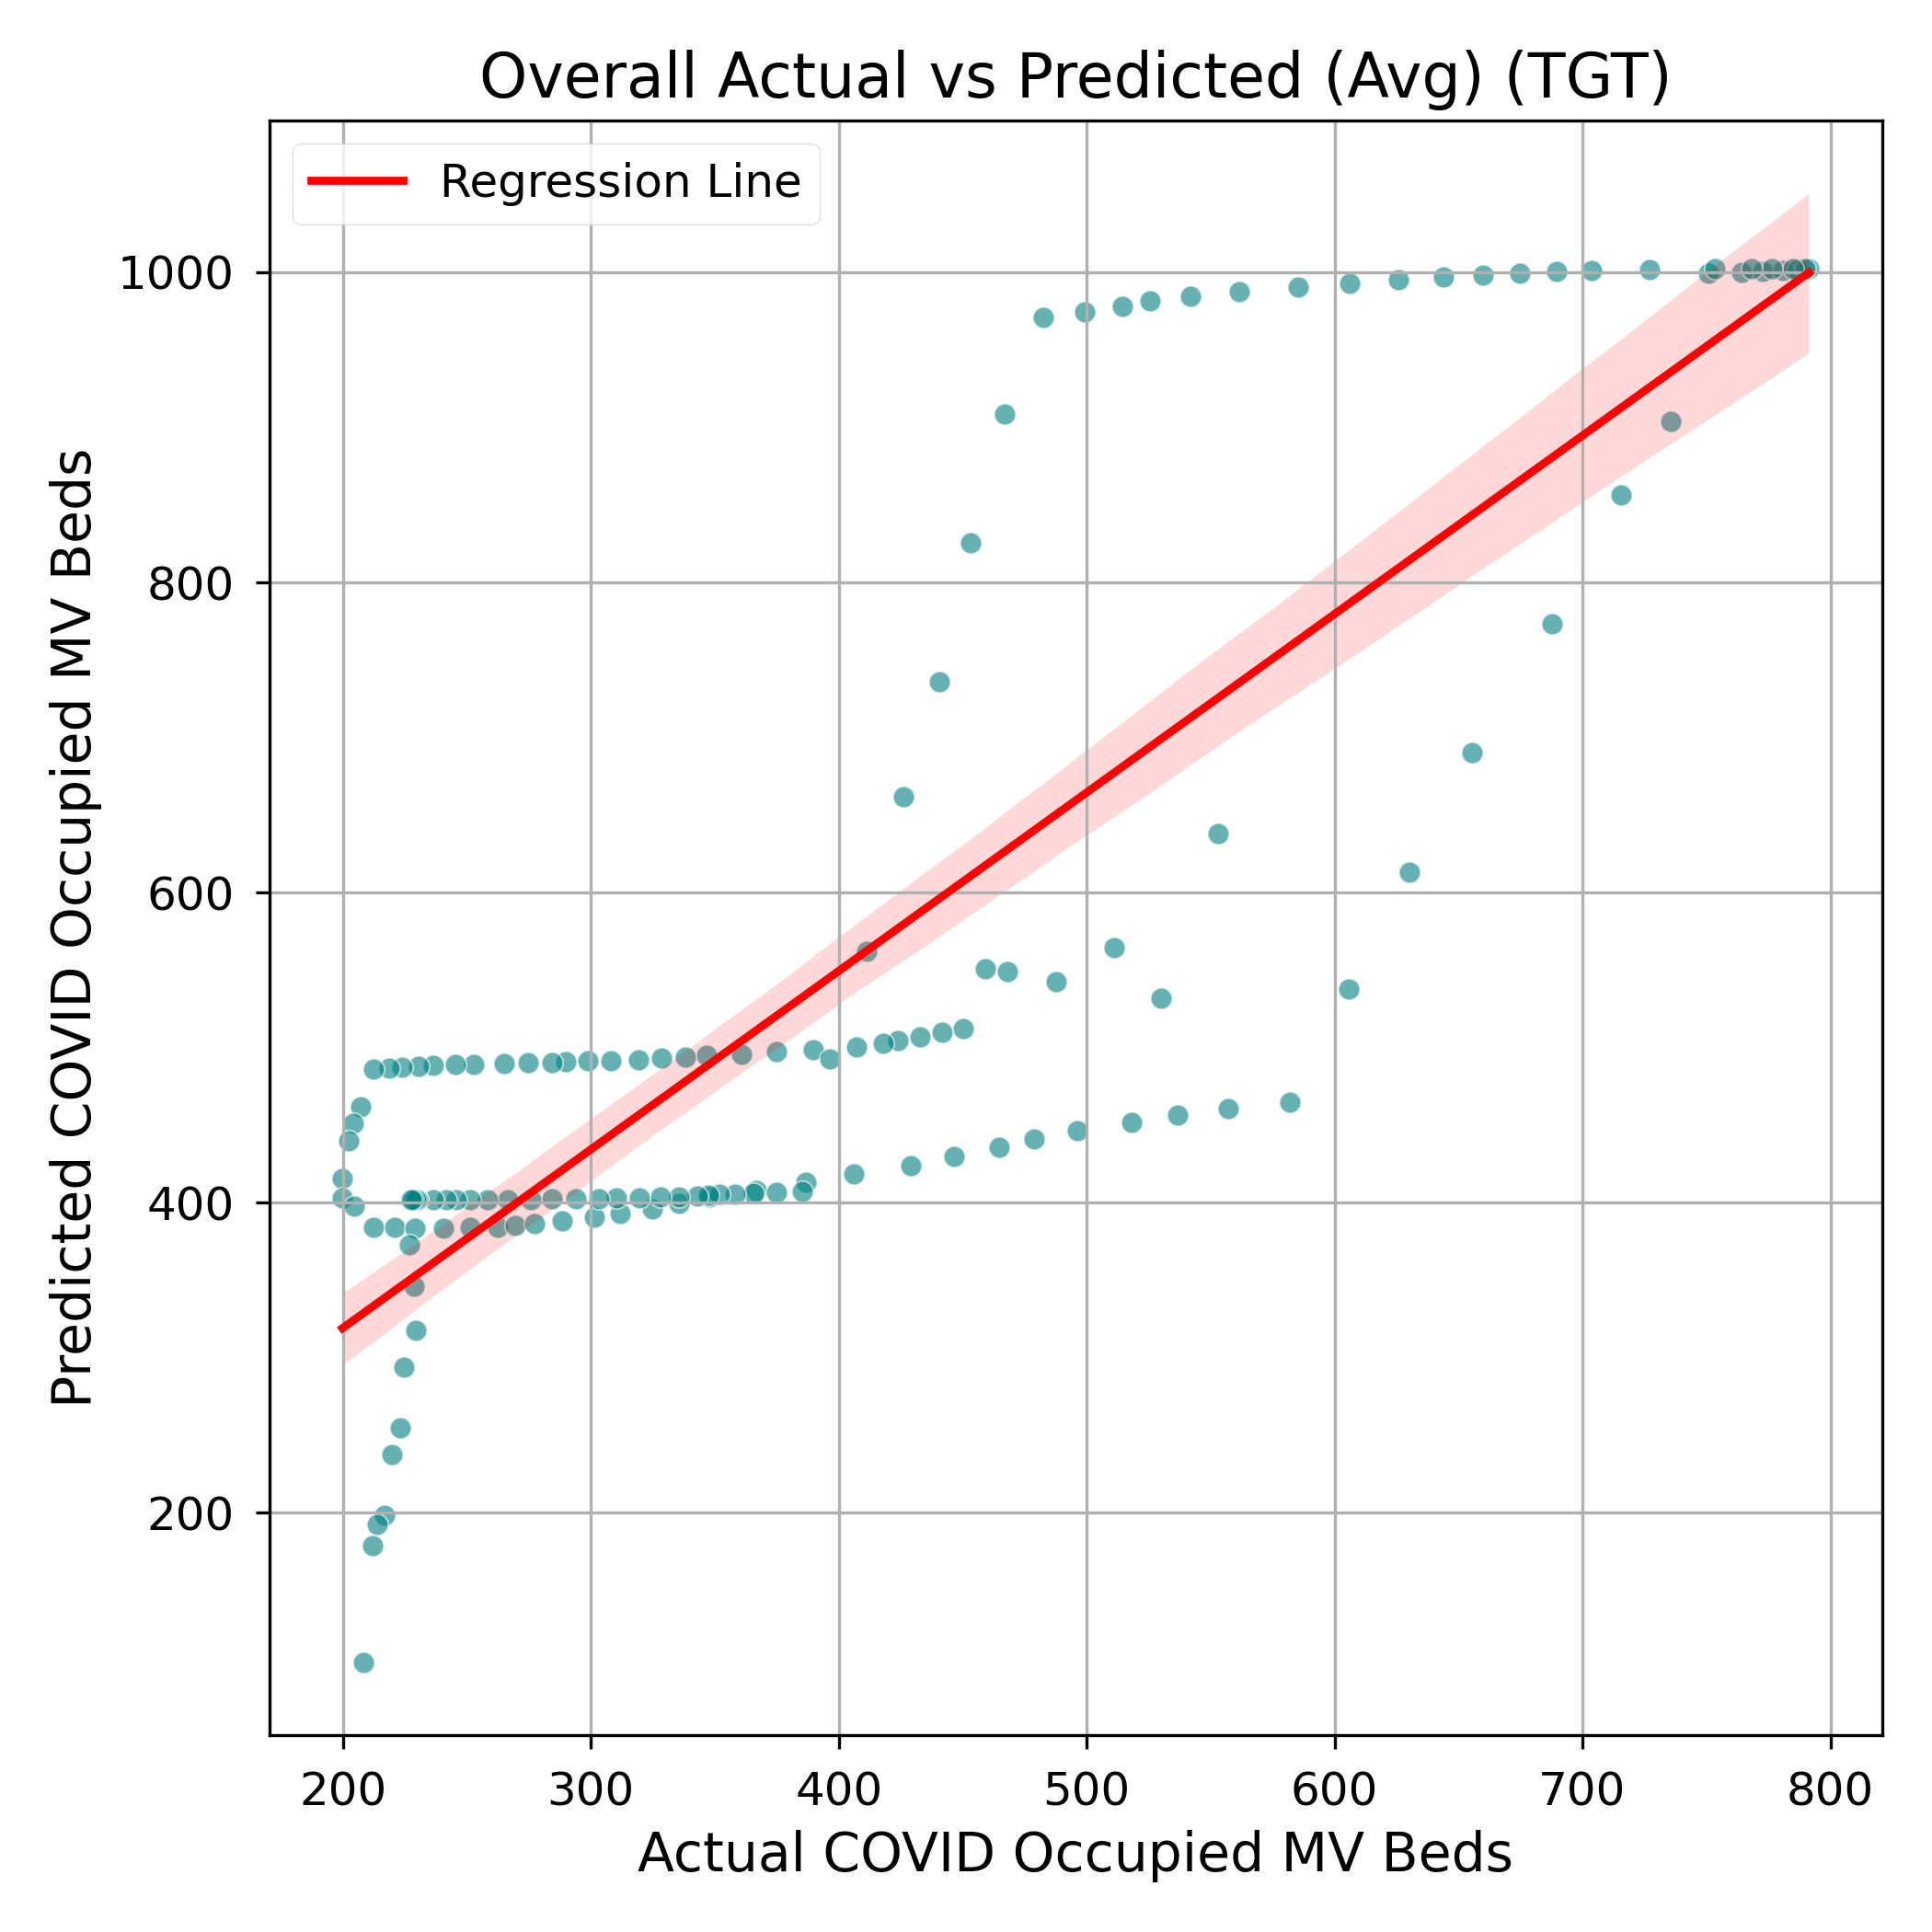 Overall Actual vs Predicted (Avg) (TGT)
Regression Line
Predicted COVID Occupied MV Beds
1000
800
600
400
200
200 300 400 500 600 700 800
Actual COVID Occupied MV Beds